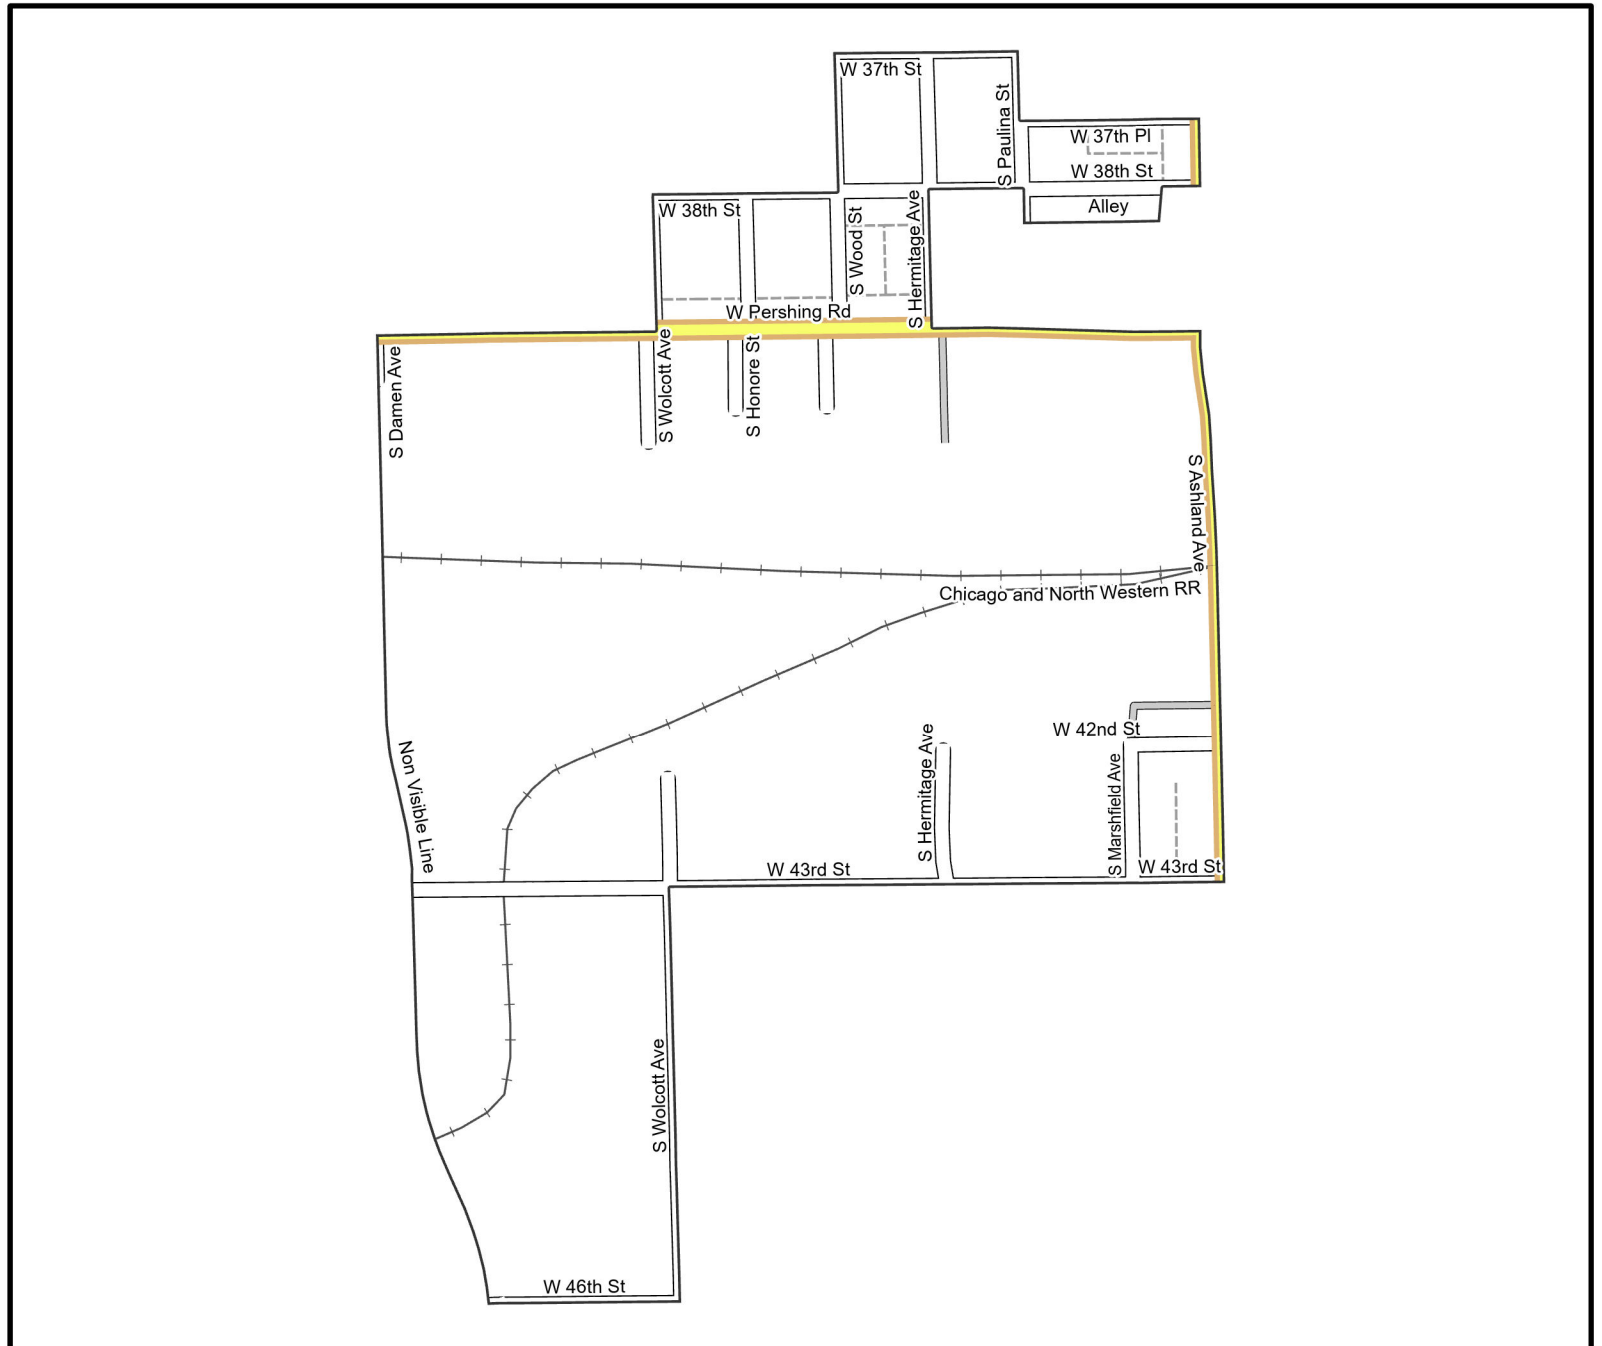 W 37th St
S Paulina St
W 37th Pl
W 38th St
Alley
W 38th St
S Wood St
S Hermitage Ave
W Pershing Rd
S Damen Ave
S Wolcott Ave
S Honore St
S Ashland Ave
Chicago and North Western RR
W 42nd St
Non Visible Line
S Hermitage Ave
S Marshfield Ave
W 43rd St
W 43rd St
S Wolcott Ave
W 46th St